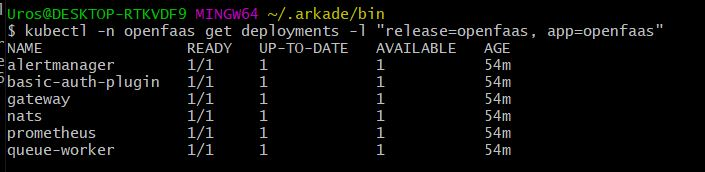 Uros@DESKTOP-RTKVDF9 MINGW64 ~/.arkade/bin
$ kubectl -n openfaas get deployments -l "release=openfaas, app=openfaas"
NAME READY UP-TO-DATE AVAILABLE AGE
alertmanager 1/1 1 1 54m
basic-auth-plugin 1/1 1 1 54m
gateway 1/1 1 1 54m
nats 1/1 1 1 54m
prometheus 1/1 1 1 54m
queue-worker 1/1 1 1 54m